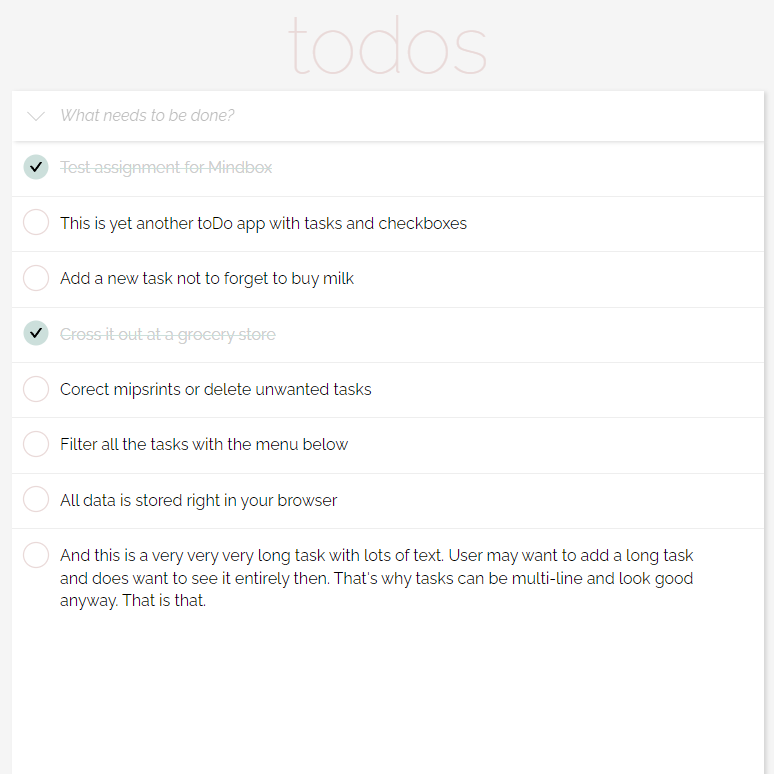 todos
What needs to be done?
Test assignment for Mindbox
This is yet another toDo app with tasks and checkboxes
Add a new task not to forget to buy milk
Cross it out at a grocery store
Corect mipsrints or delete unwanted tasks
Filter all the tasks with the menu below
All data is stored right in your browser
And this is a very very very long task with lots of text. User may want to add a long task
and does want to see it entirely then. That's why tasks can be multi-line and look good
anyway. That is that.